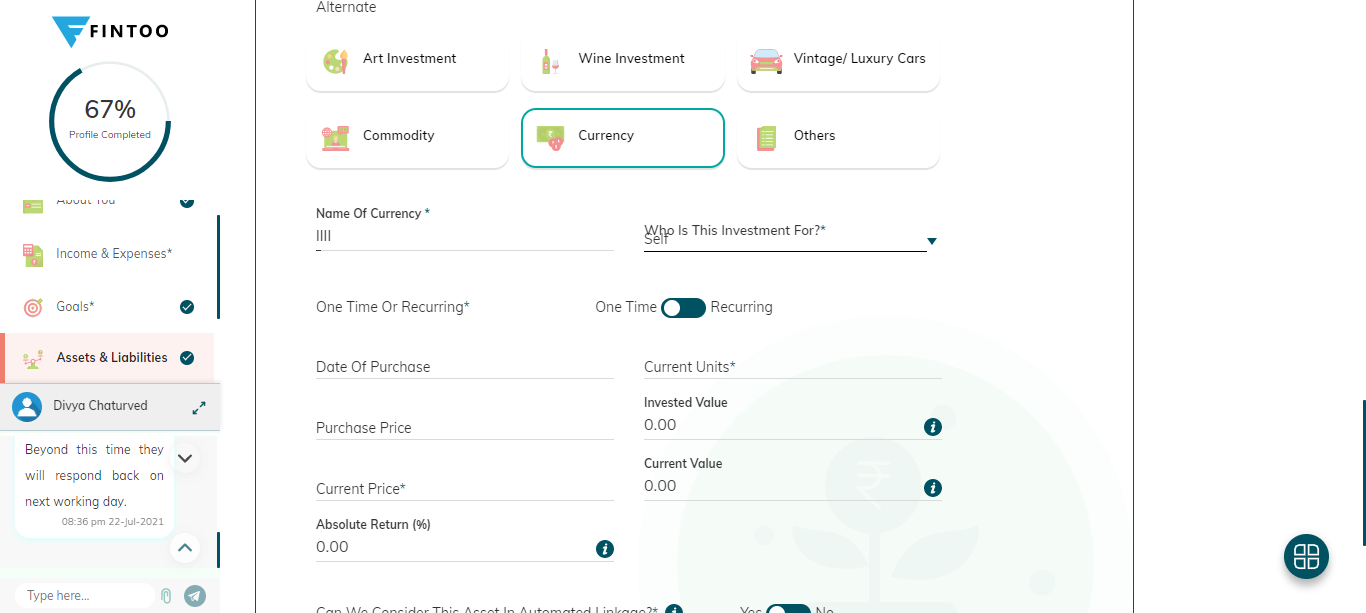 Alternate
FINTOO
Art Investment
Wine Investment
Vintage/ Luxury Cars
67%
Profile Completed
Commodity
Currency
Others
About You
Name Of Currency *
IIII
Who Is This Investment For?*
Self
Income & Expenses*
Goals*
One Time Or Recurring*
One Time
Recurring
Assets & Liabilities
Date Of Purchase
Current Units*
Divya Chaturved
Invested Value
Purchase Price
0.00
Beyond this time they
will respond back on
next working day.
08:36 pm 22-Jul-2021
Current Value
Current Price*
0.00
Absolute Return (%)
0.00
Type here...
Can We Consider This Asset In Automated Linkage?*
Yes
No